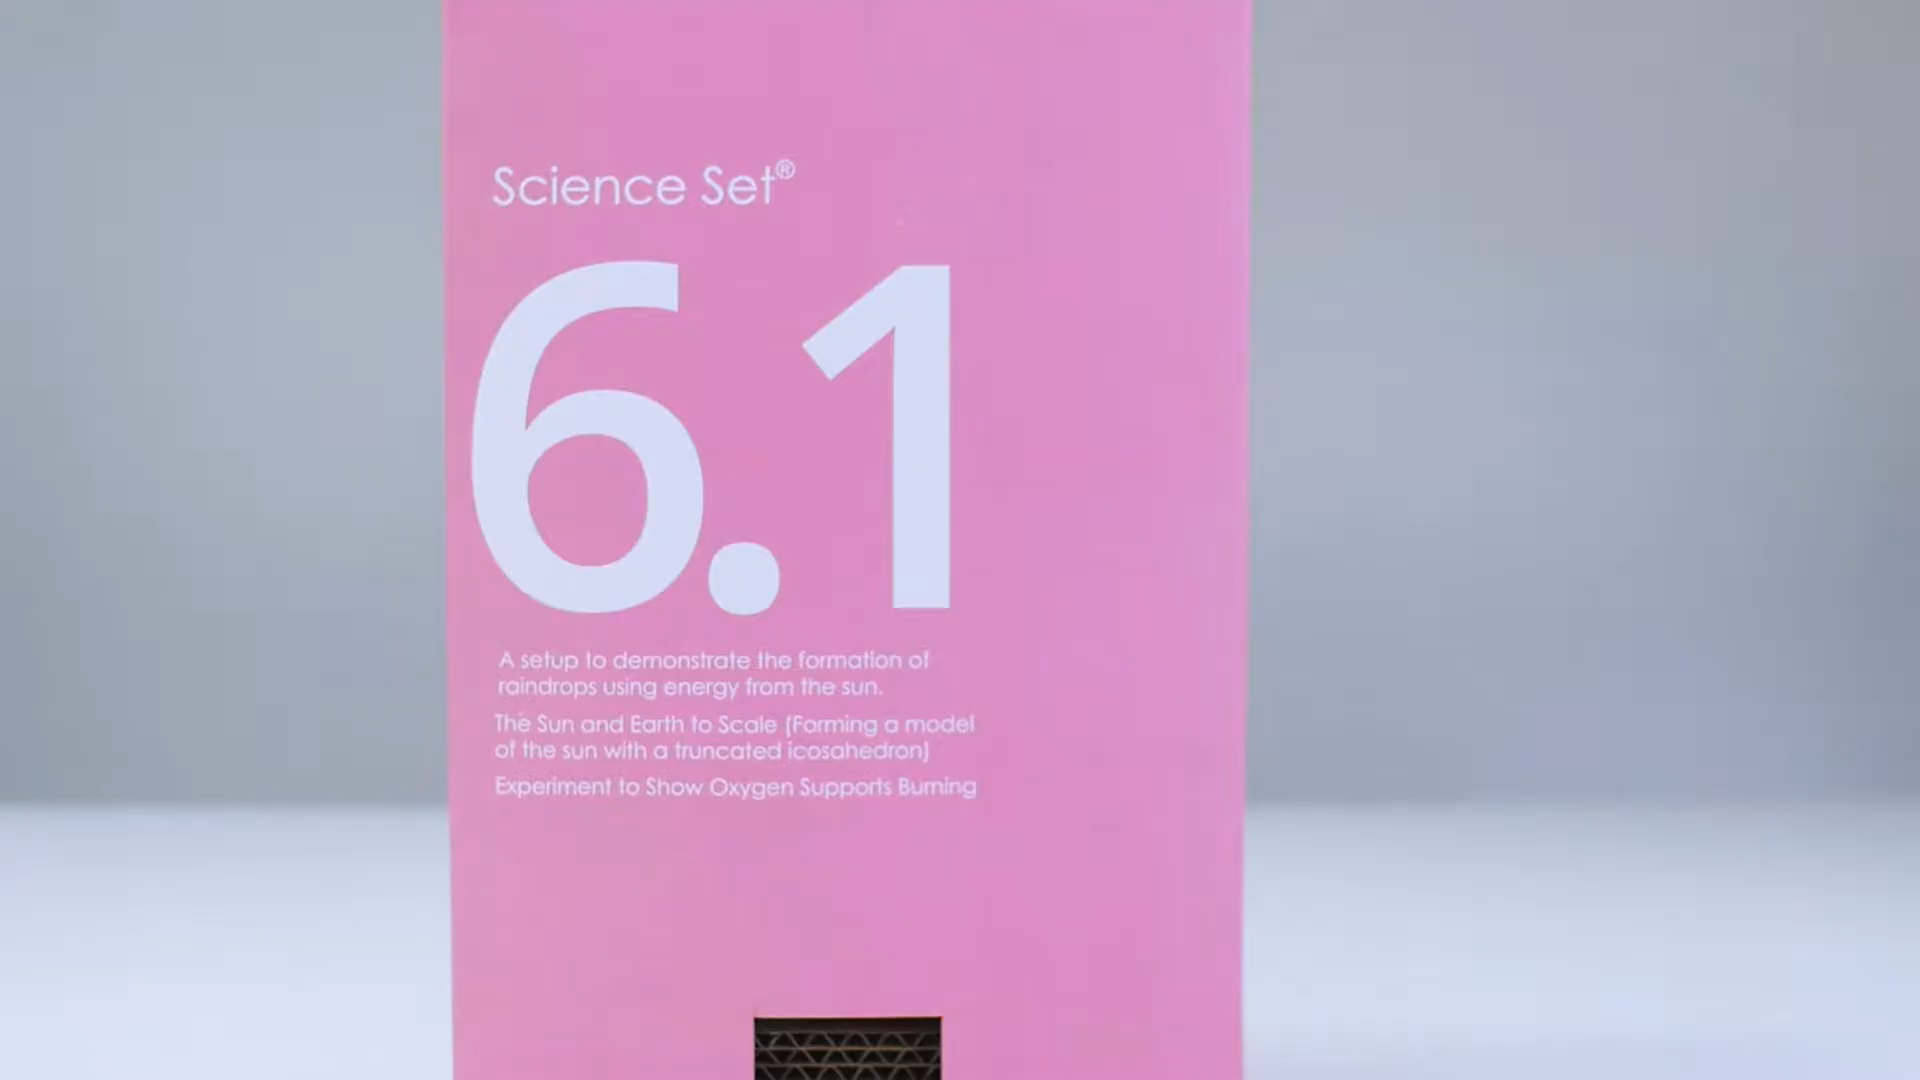 Science Set®
6.1
A setup to demonstrate the formation of
raindrops using energy from the sun.
The Sun and Earth to Scale (Forming a model
of the sun with a truncated icosahedron)
Experiment to Show Oxygen Supports Burning